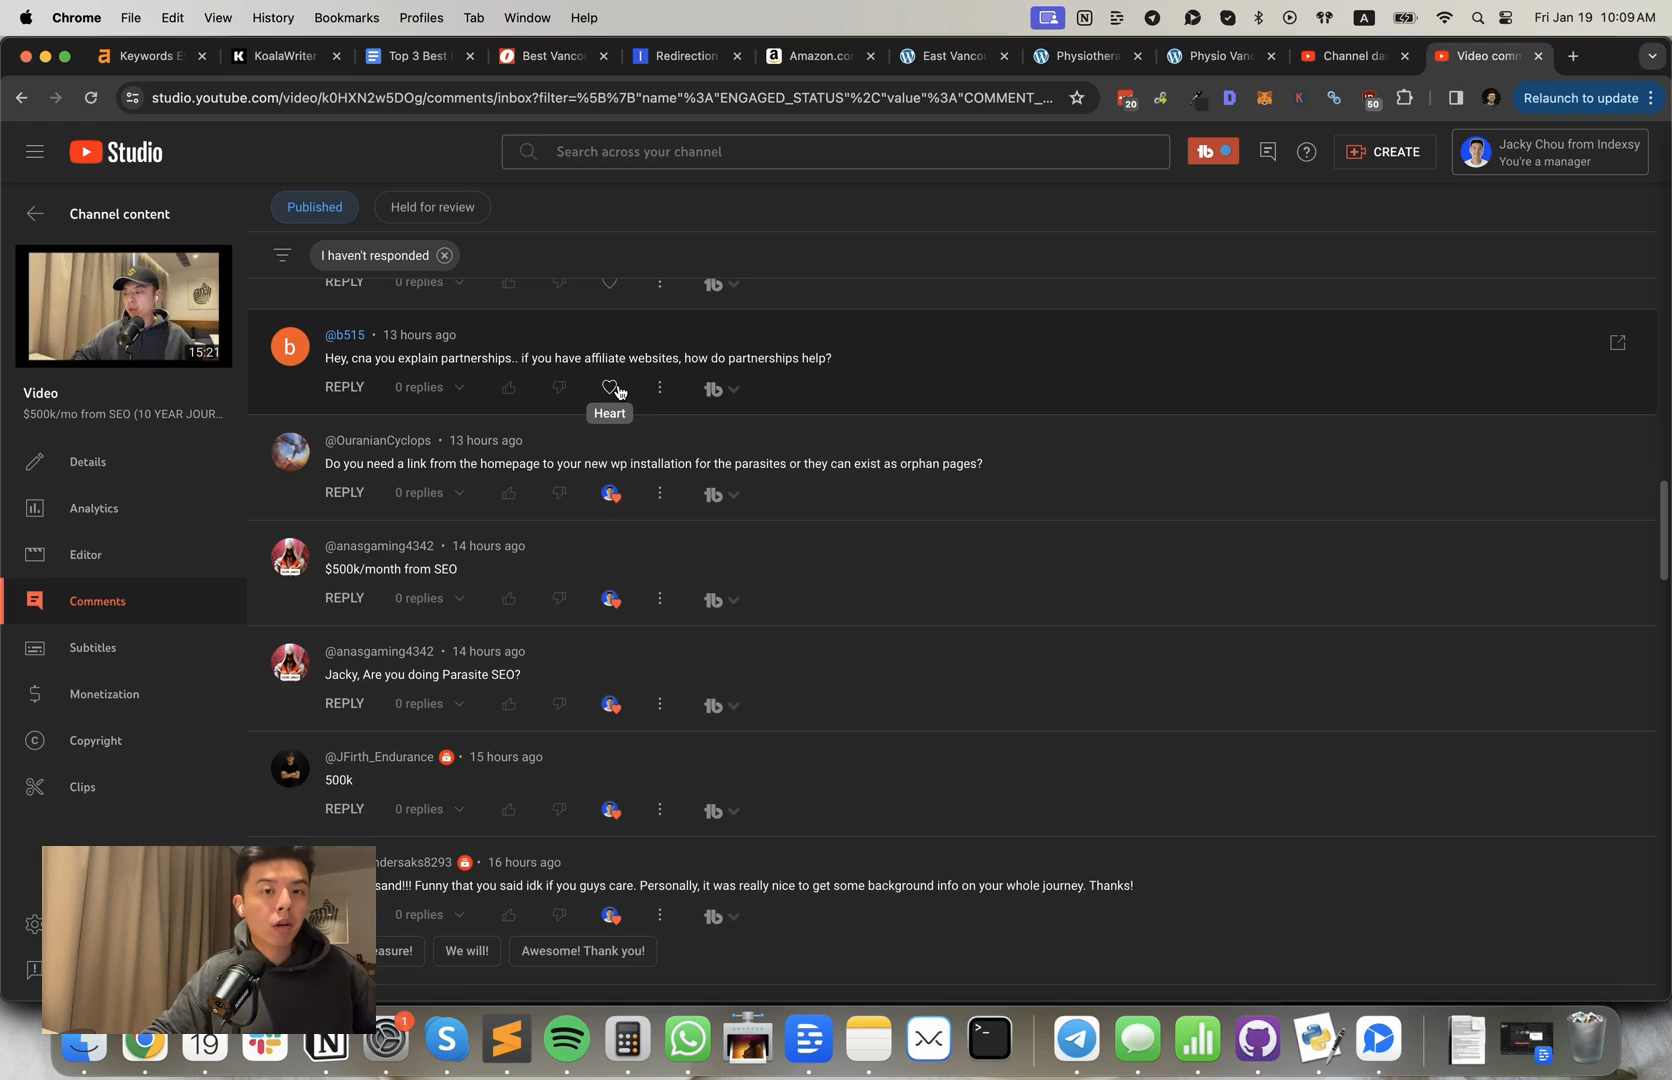 Chrome File Edit View History Bookmarks Profiles Tab Window Help
A
Fri Jan 19 10:09 AM
Keywords E
KoalaWriter
Top 3 Best
Best Vancou
Redirection
Amazon.co
East Vancou
Physiothera
Physio Van
Channel da
Video com
studio.youtube.com/video/k0HXN2w5DOg/comments/inbox?filter=%5B%7B"name"%3A"ENGAGED_STATUS"%2C"value"%3A"COMMENT_...
20
50
Relaunch to update
Studio
Search across your channel
CREATE
Jacky Chou from Indexsy
You're a manager
Channel content
Published
Held for review
I haven't responded
REPLY 0 replies
15:21
@b515 • 13 hours ago
Hey, cna you explain partnerships.. if you have affiliate websites, how do partnerships help?
REPLY 0 replies
Heart
Video
$500k/mo from SEO (10 YEAR JOUR...
@OuranianCyclops • 13 hours ago
Do you need a link from the homepage to your new wp installation for the parasites or they can exist as orphan pages?
REPLY 0 replies
Details
Analytics
Editor
Comments
Subtitles
Monetization
Copyright
Clips
@anasgaming4342 • 14 hours ago
$500k/month from SEO
REPLY 0 replies
@anasgaming4342 • 14 hours ago
Jacky, Are you doing Parasite SEO?
REPLY 0 replies
@JFirth_Endurance • 15 hours ago
500k
REPLY 0 replies
ndersaks8293 • 16 hours ago
sand!!! Funny that you said idk if you guys care. Personally, it was really nice to get some background info on your whole journey. Thanks!
0 replies
easure!
We will!
Awesome! Thank you!
19
1